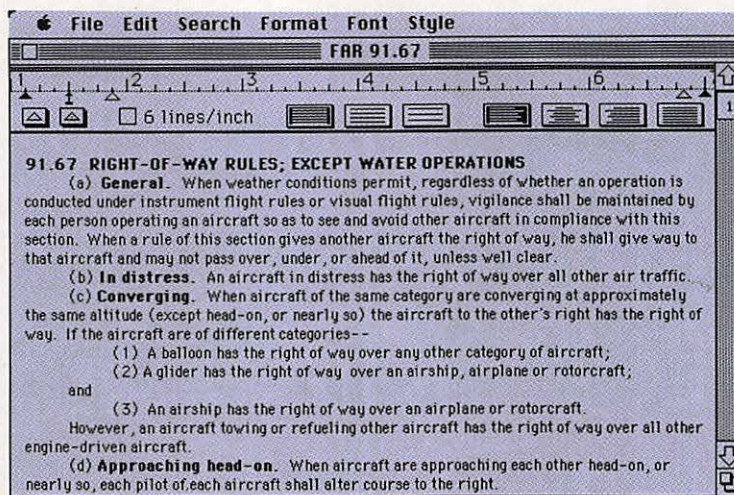 File Edit Search Format Font Style
FAR 91.67
1 2 3 4 5 6 7
6 lines/inch
1
91.67 RIGHT-OF-WAY RULES; EXCEPT WATER OPERATIONS
(a) General. When weather conditions permit, regardless of whether an operation is
conducted under instrument flight rules or visual flight rules, vigilance shall be maintained by
each person operating an aircraft so as to see and avoid other aircraft in compliance with this
section. When a rule of this section gives another aircraft the right of way, he shall give way to
that aircraft and may not pass over, under, or ahead of it, unless well clear.
(b) In distress. An aircraft in distress has the right of way over all other air traffic.
(c) Converging. When aircraft of the same category are converging at approximately
the same altitude (except head-on, or nearly so) the aircraft to the other's right has the right of
way. If the aircraft are of different categories--
(1) A balloon has the right of way over any other category of aircraft;
(2) A glider has the right of way over an airship, airplane or rotorcraft;
and
(3) An airship has the right of way over an airplane or rotorcraft.
However, an aircraft towing or refueling other aircraft has the right of way over all other
engine-driven aircraft.
(d) Approaching head-on. When aircraft are approaching each other head-on, or
nearly so, each pilot of each aircraft shall alter course to the right.